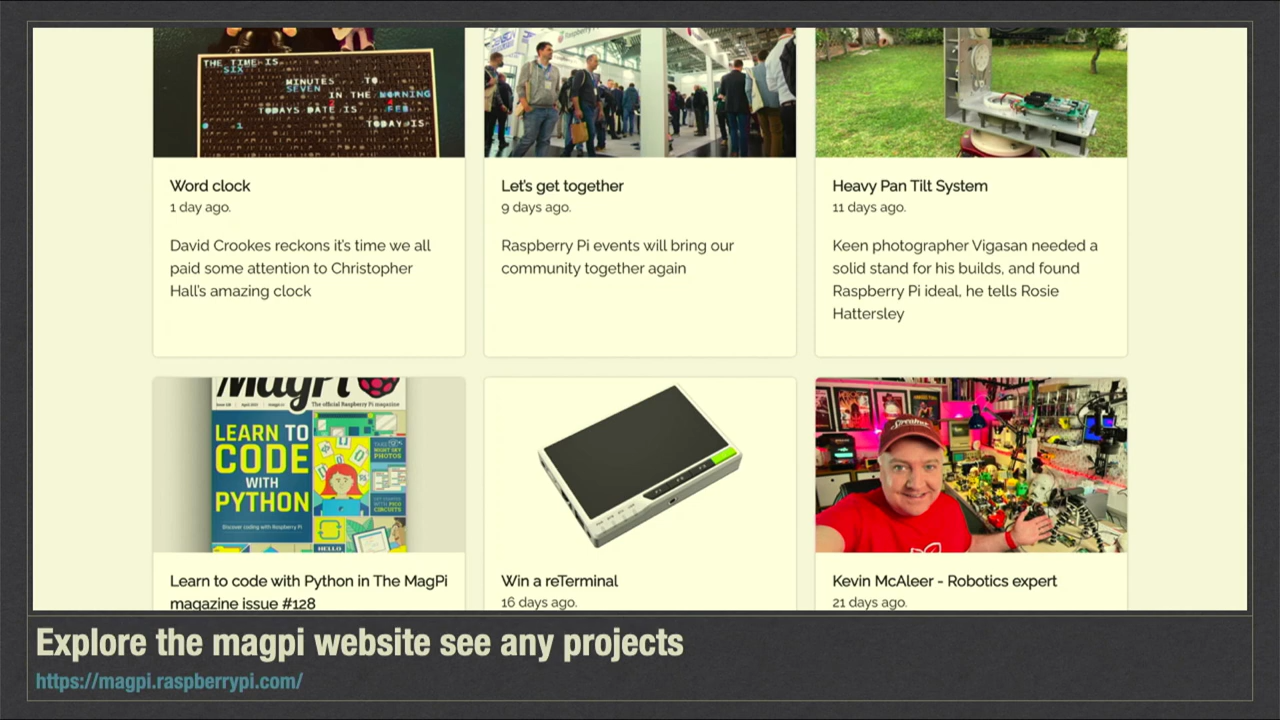 THE TIME IS
SIX
MINUTES TO
SEVEN
IN THE MORNING
TODAYS DATE IS
FEB
TODAY IS
Word clock
1 day ago.
David Crookes reckons it's time we all
paid some attention to Christopher
Hall's amazing clock
Let's get together
9 days ago.
Raspberry Pi events will bring our
community together again
Heavy Pan Tilt System
11 days ago.
Keen photographer Vigasan needed a
solid stand for his builds, and found
Raspberry Pi ideal, he tells Rosie
Hattersley
MagPi
The official Raspberry Pi magazine
LEARN TO
CODE
WITH
PYTHON
Discover coding with Raspberry Pi
HELLO
Learn to code with Python in The MagPi
magazine issue #128
Win a reTerminal
16 days ago.
Kevin McAleer - Robotics expert
21 days ago.
Explore the magpi website see any projects
https://magpi.raspberrypi.com/